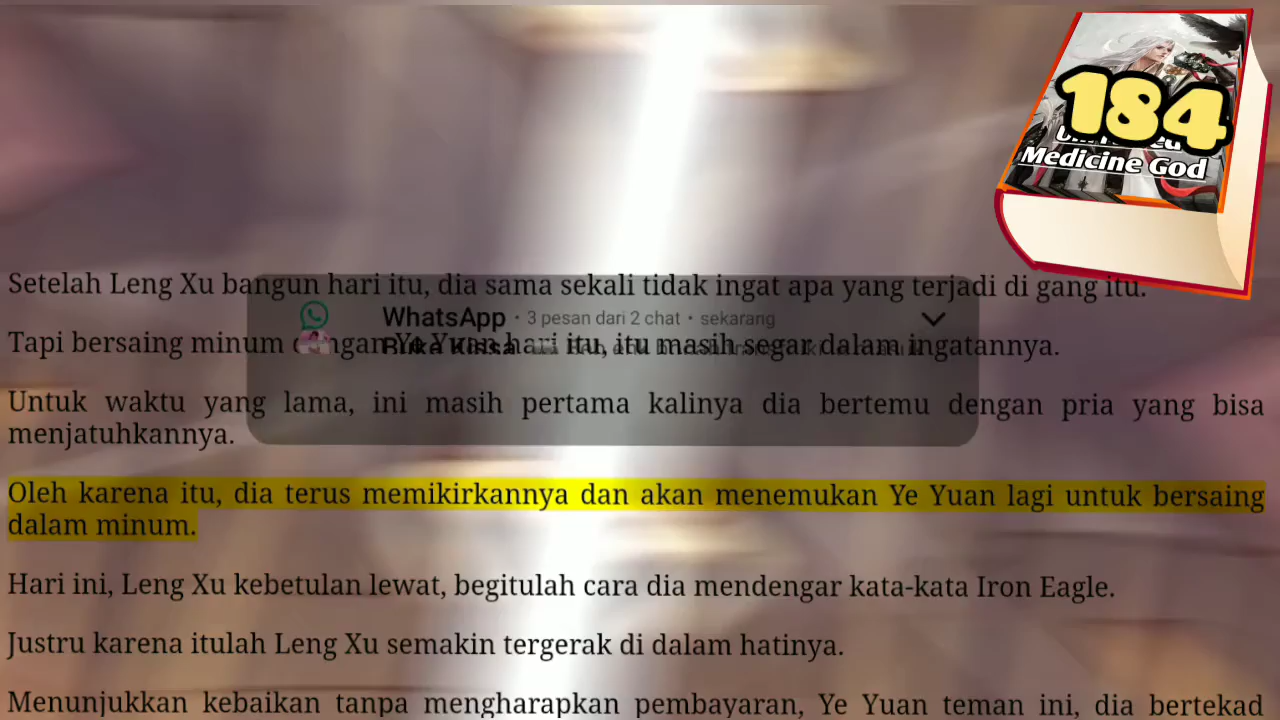 184
Medicine God
Setelah Leng Xu bangun hari itu, dia sama sekali tidak ingat apa yang terjadi di gang itu.
WhatsApp · 3 pesan dari 2 chat · sekarang
Tapi bersaing minum dengan Ye Yuan hari itu, itu masih segar dalam ingatannya.
Untuk waktu yang lama, ini masih pertama kalinya dia bertemu dengan pria yang bisa
menjatuhkannya.
Oleh karena itu, dia terus memikirkannya dan akan menemukan Ye Yuan lagi untuk bersaing
dalam minum.
Hari ini, Leng Xu kebetulan lewat, begitulah cara dia mendengar kata-kata Iron Eagle.
Justru karena itulah Leng Xu semakin tergerak di dalam hatinya.
Menunjukkan kebaikan tanpa mengharapkan pembayaran, Ye Yuan teman ini, dia bertekad